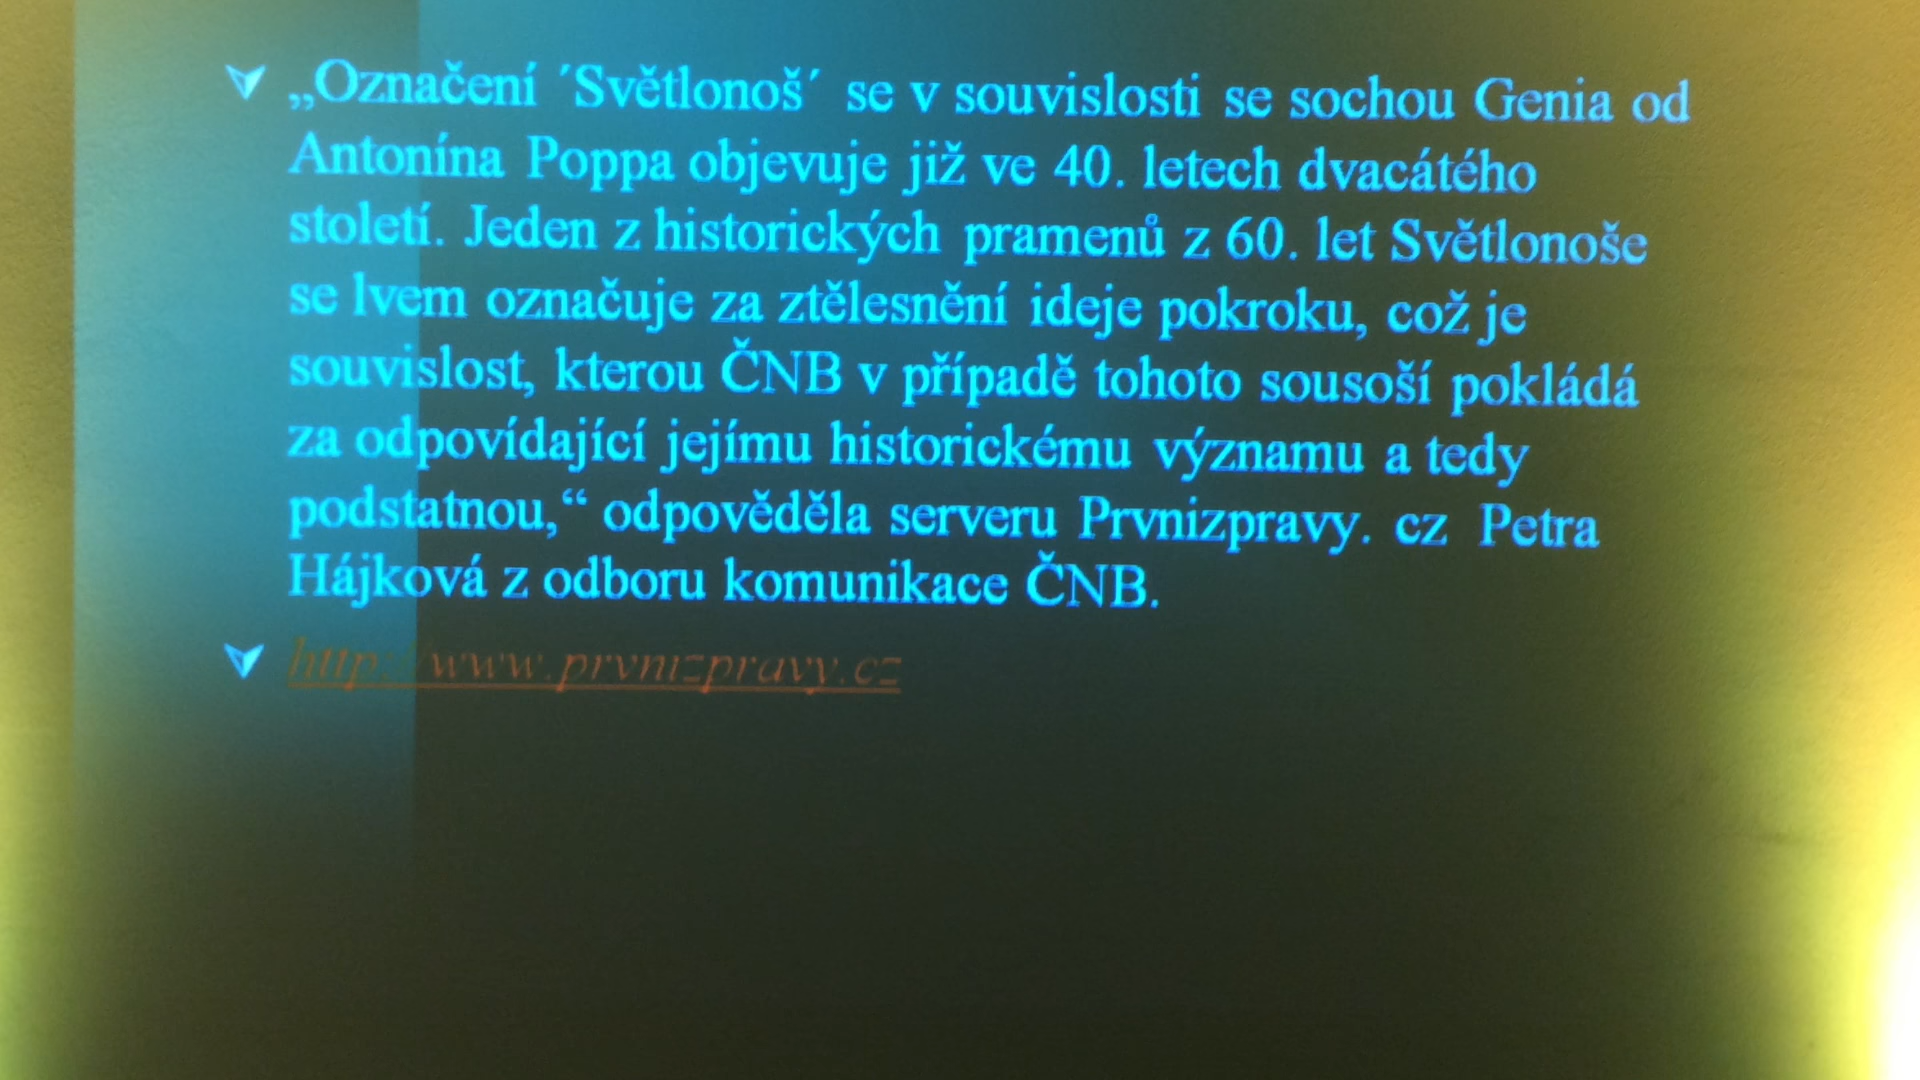 „Označení ´Světlonoš´ se v souvislosti se sochou Genia od
Antonína Poppa objevuje již ve 40. letech dvacátého
století. Jeden z historických pramenů z 60. let Světlonoše
se lvem označuje za ztělesnění ideje pokroku, což je
souvislost, kterou ČNB v případě tohoto sousoší pokládá
za odpovídající jejímu historickému významu a tedy
podstatnou,“ odpověděla serveru Prvnizpravy. cz Petra
Hájková z odboru komunikace ČNB.
http://www.prvnizpravy.cz